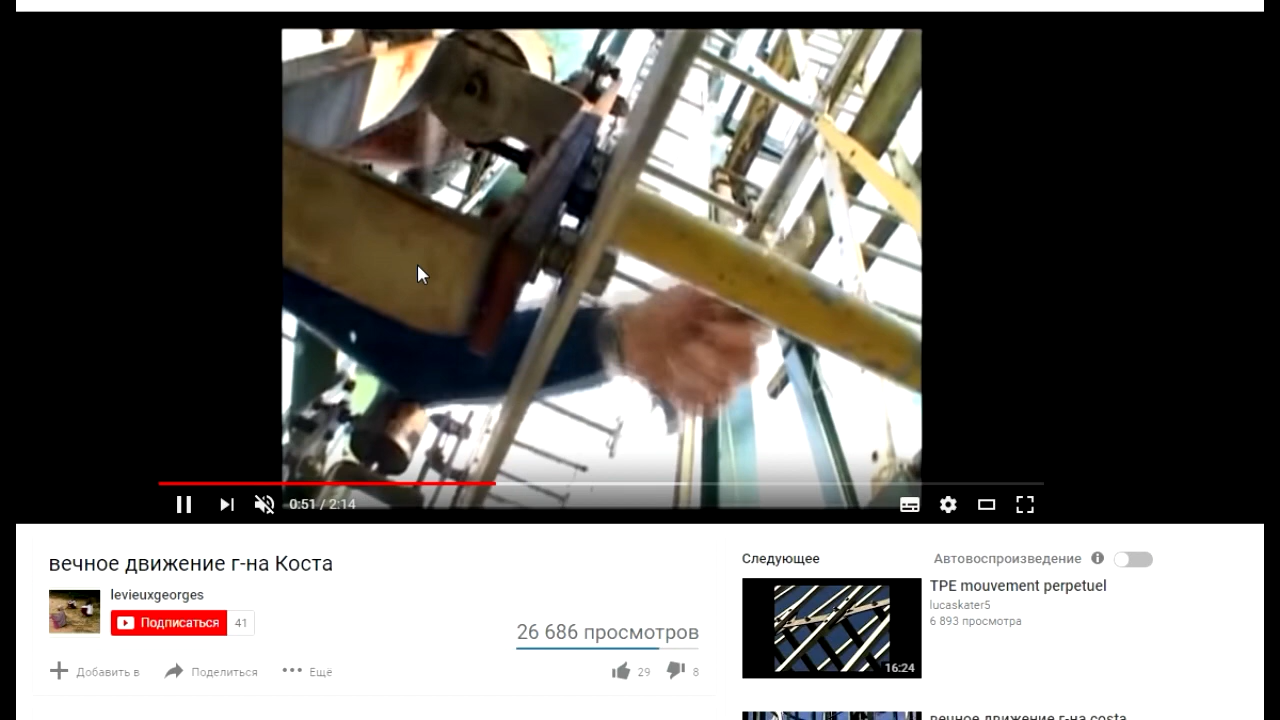 0:51 / 2:14
вечное движение г-на Коста
levieuxgeorges
Подписаться 41
26 686 просмотров
Добавить в Поделиться Ещё 29 8
Следующее Автовоспроизведение
TPE mouvement perpetuel
lucaskater5
6 893 просмотра
16:24
вечное движение г-на costa